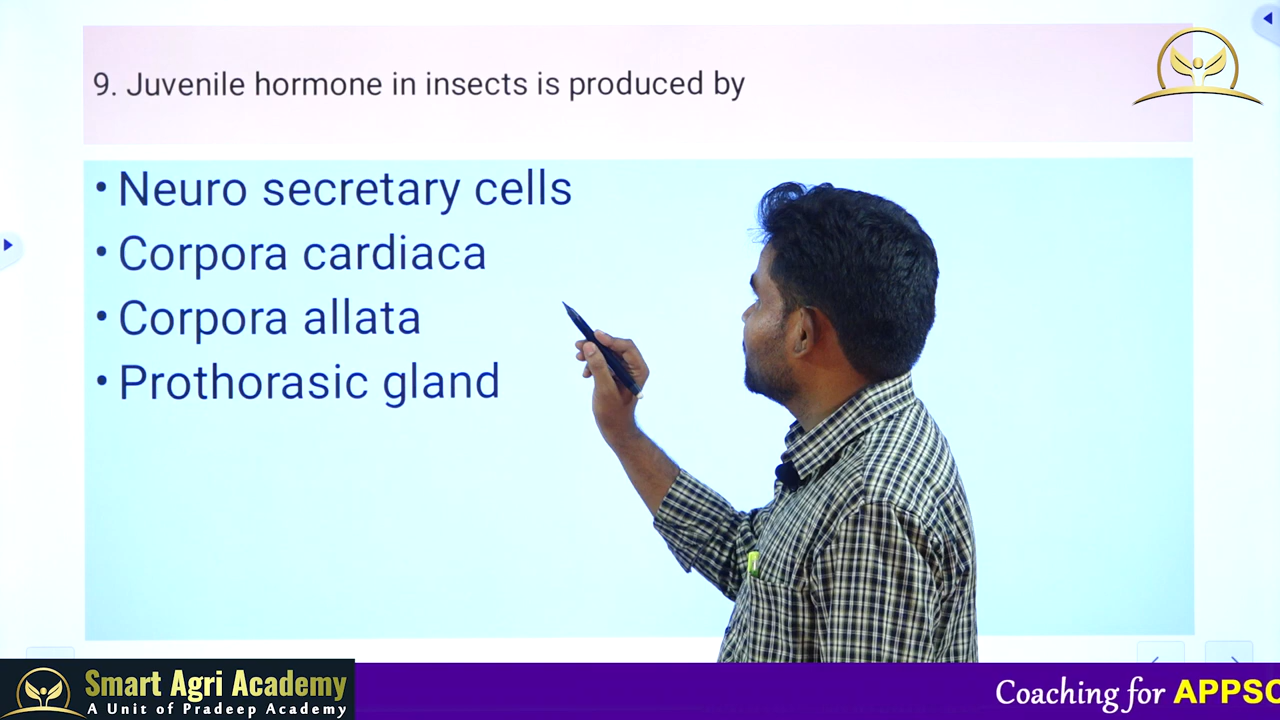 9. Juvenile hormone in insects is produced by
• Neuro secretary cells
• Corpora cardiaca
• Corpora allata
• Prothorasic gland
Smart Agri Academy
A Unit of Pradeep Academy
Coaching for APPSC